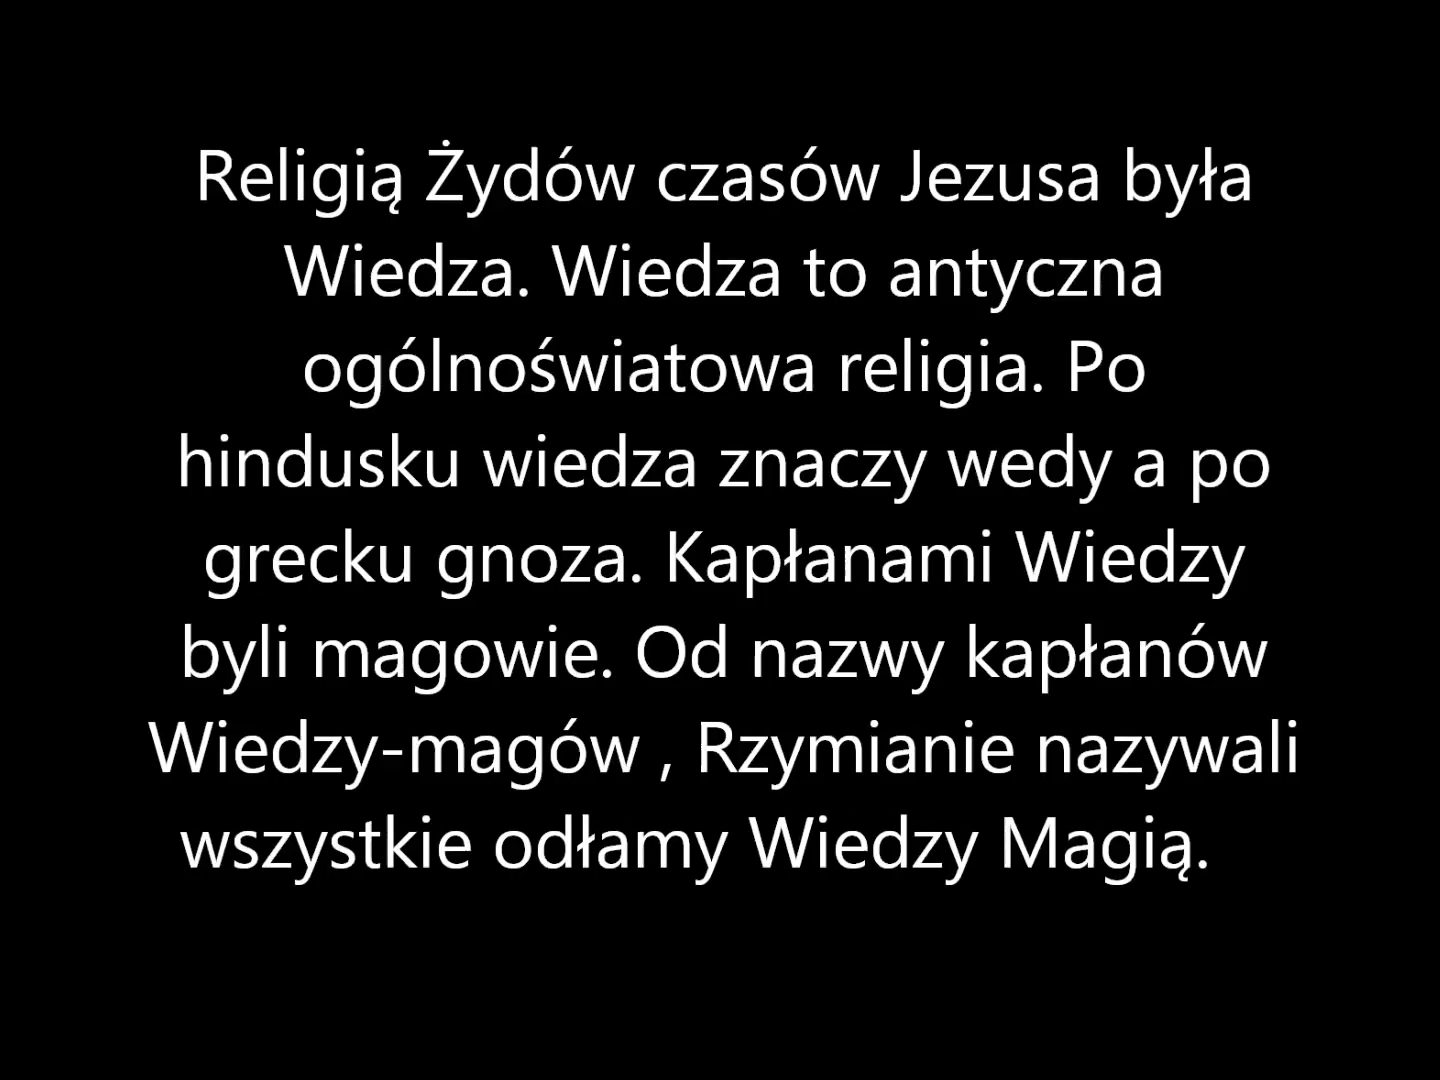 Religią Żydów czasów Jezusa była
Wiedza. Wiedza to antyczna
ogólnoświatowa religia. Po
hindusku wiedza znaczy wedy a po
grecku gnoza. Kapłanami Wiedzy
byli magowie. Od nazwy kapłanów
Wiedzy-magów , Rzymianie nazywali
wszystkie odłamy Wiedzy Magią.